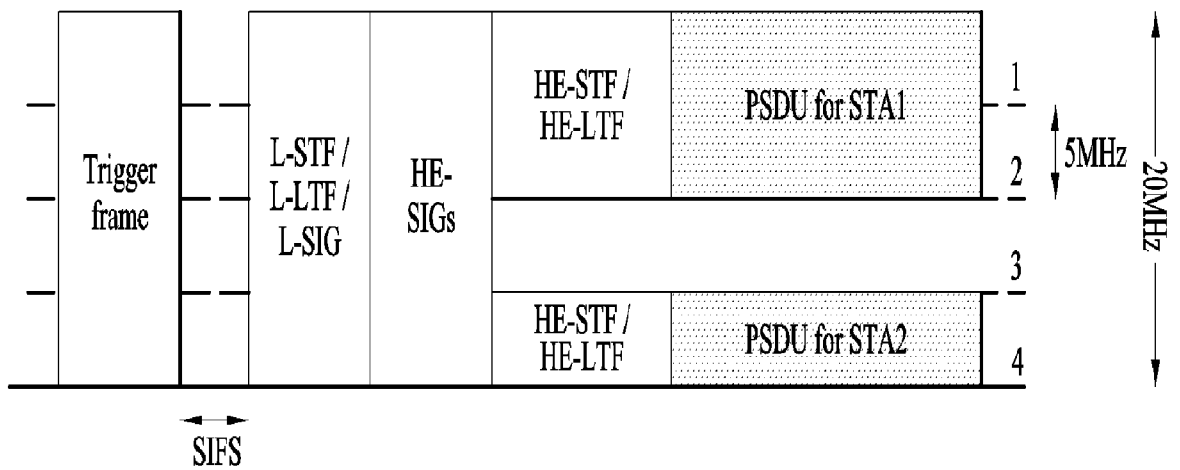 Trigger
frame
L-STF /
L-LTF /
L-SIG
HE-
SIGs
HE-STF /
HE-LTF
PSDU for STA1
1
2
3
4
5MHz
20MHz
HE-STF /
HE-LTF
PSDU for STA2
SIFS